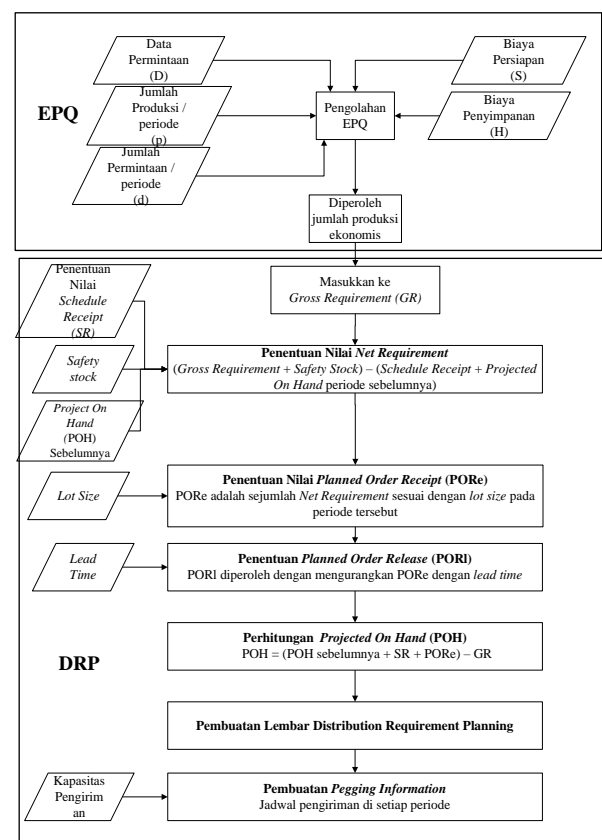 Data
Permintaan
(D)
Biaya
Persiapan
(S)
EPQ
Jumlah
Produksi /
periode
(p)
Pengolahan
EPQ
Biaya
Penyimpanan
(H)
Jumlah
Permintaan /
periode
(d)
Diperoleh
jumlah produksi
ekonomis
Penentuan
Nilai
Schedule
Receipt
(SR)
Masukkan ke
Gross Requirement (GR)
Safety
stock
Penentuan Nilai Net Requirement
(Gross Requirement + Safety Stock) – (Schedule Receipt + Projected
On Hand periode sebelumnya)
Project On
Hand
(POH)
Sebelumnya
Lot Size
Penentuan Nilai Planned Order Receipt (PORe)
PORe adalah sejumlah Net Requirement sesuai dengan lot size pada
periode tersebut
Lead
Time
Penentuan Planned Order Release (PORl)
PORl diperoleh dengan mengurangkan PORe dengan lead time
Perhitungan Projected On Hand (POH)
POH = (POH sebelumnya + SR + PORe) – GR
DRP
Pembuatan Lembar Distribution Requirement Planning
Kapasitas
Pengirim
an
Pembuatan Pegging Information
Jadwal pengiriman di setiap periode